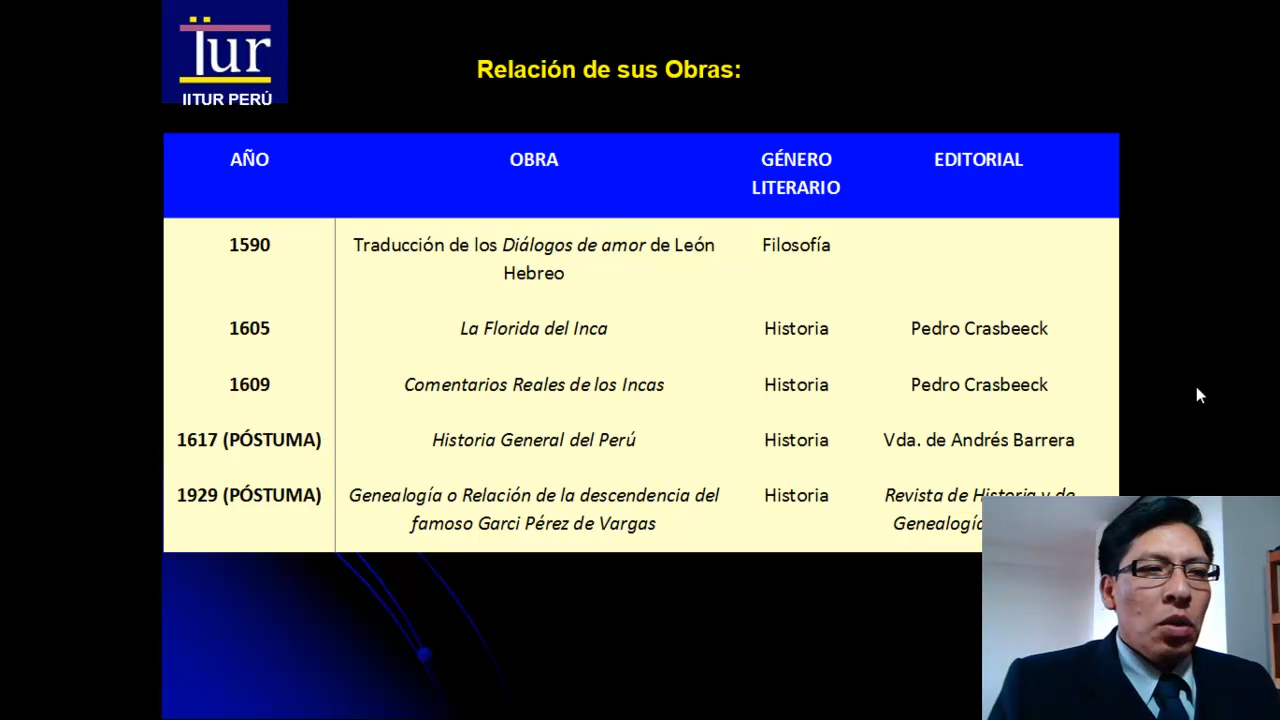 ïur
IITUR PERÚ
Relación de sus Obras:
AÑO OBRA GÉNERO LITERARIO EDITORIAL
1590 Traducción de los Diálogos de amor de León Hebreo Filosofía
1605 La Florida del Inca Historia Pedro Crasbeeck
1609 Comentarios Reales de los Incas Historia Pedro Crasbeeck
1617 (PÓSTUMA) Historia General del Perú Historia Vda. de Andrés Barrera
1929 (PÓSTUMA) Genealogía o Relación de la descendencia del famoso Garci Pérez de Vargas Historia Revista de Historia y de Genealogía